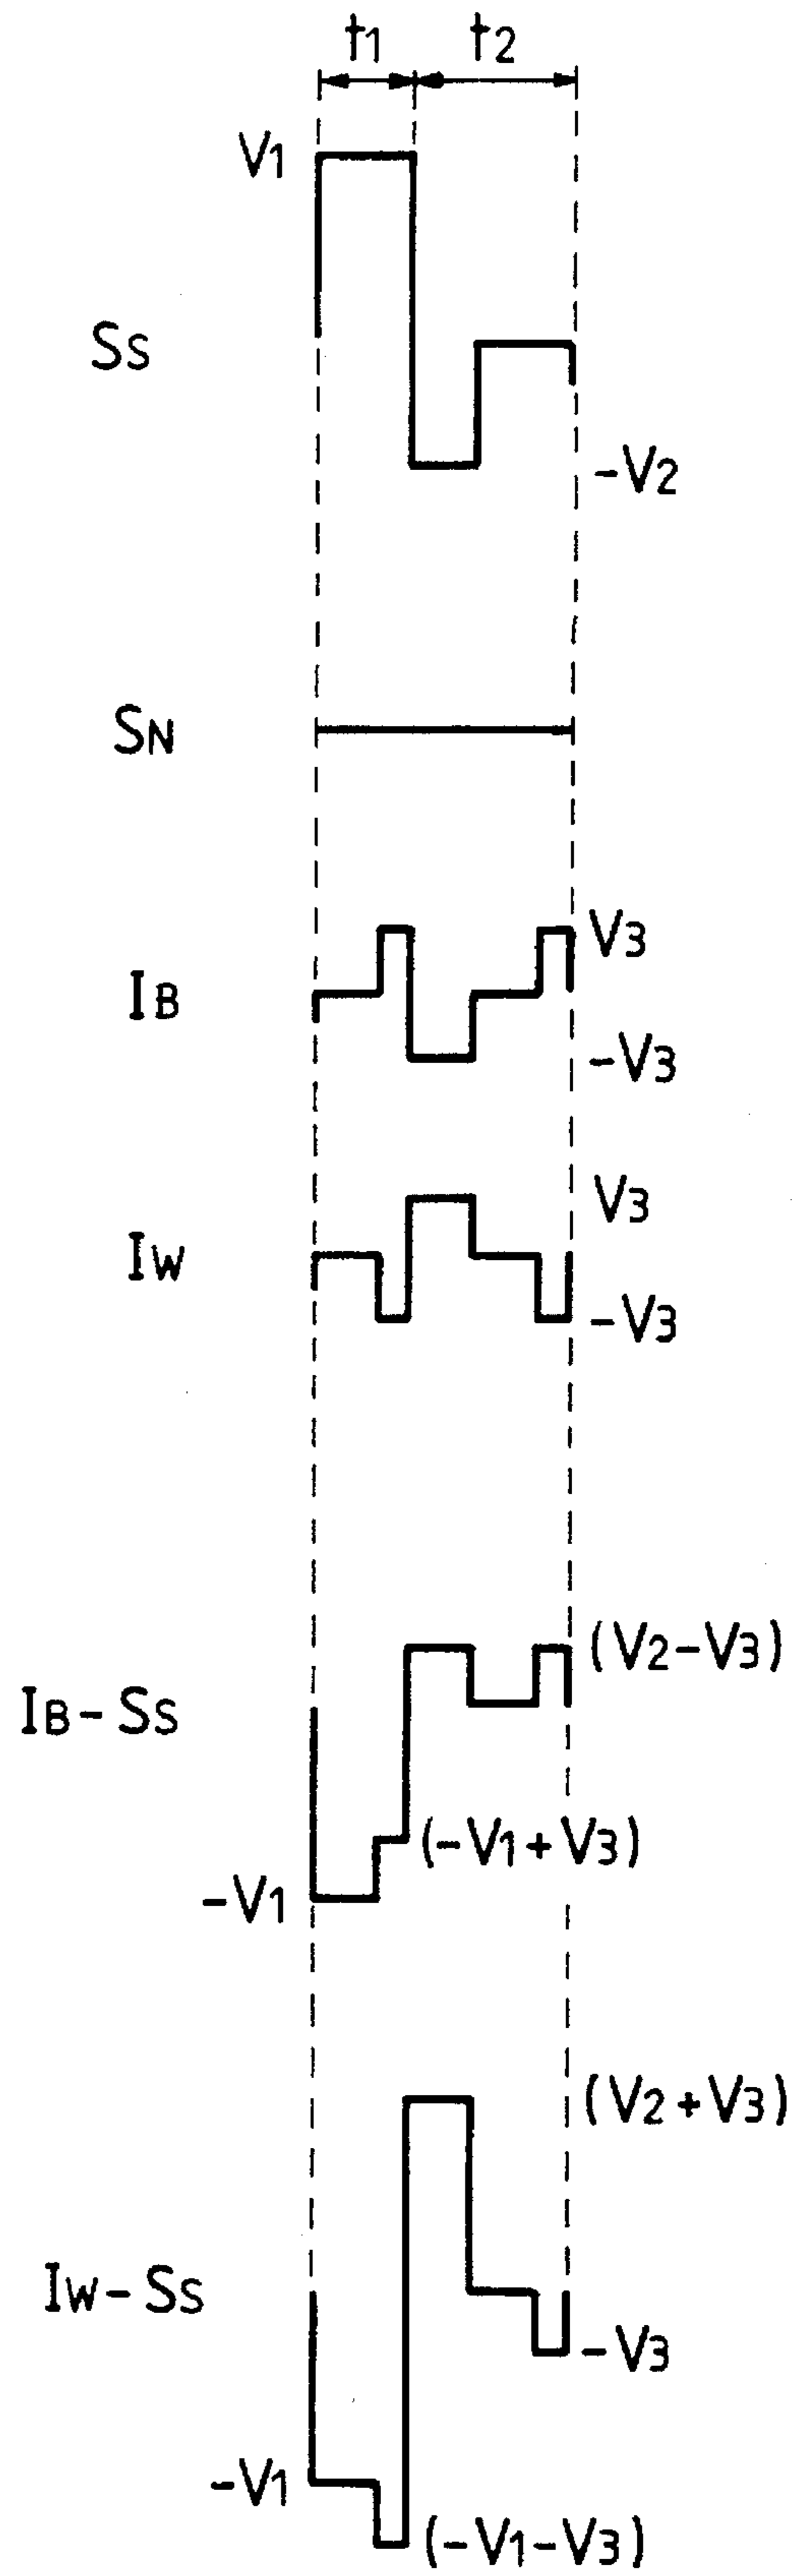 t1 t2
V1
Ss
-V2
SN
V3
IB
-V3
V3
Iw
-V3
(V2-V3)
IB-Ss
(-V1+V3)
-V1
(V2+V3)
Iw-Ss
-V3
-V1
(-V1-V3)